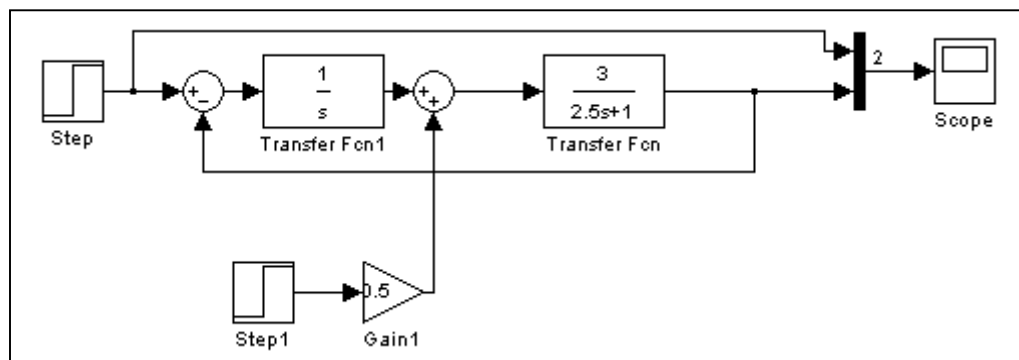 Step
+
−
1
s
Transfer Fcn1
+
+
3
2.5s+1
Transfer Fcn
2
Scope
Step1
0.5
Gain1